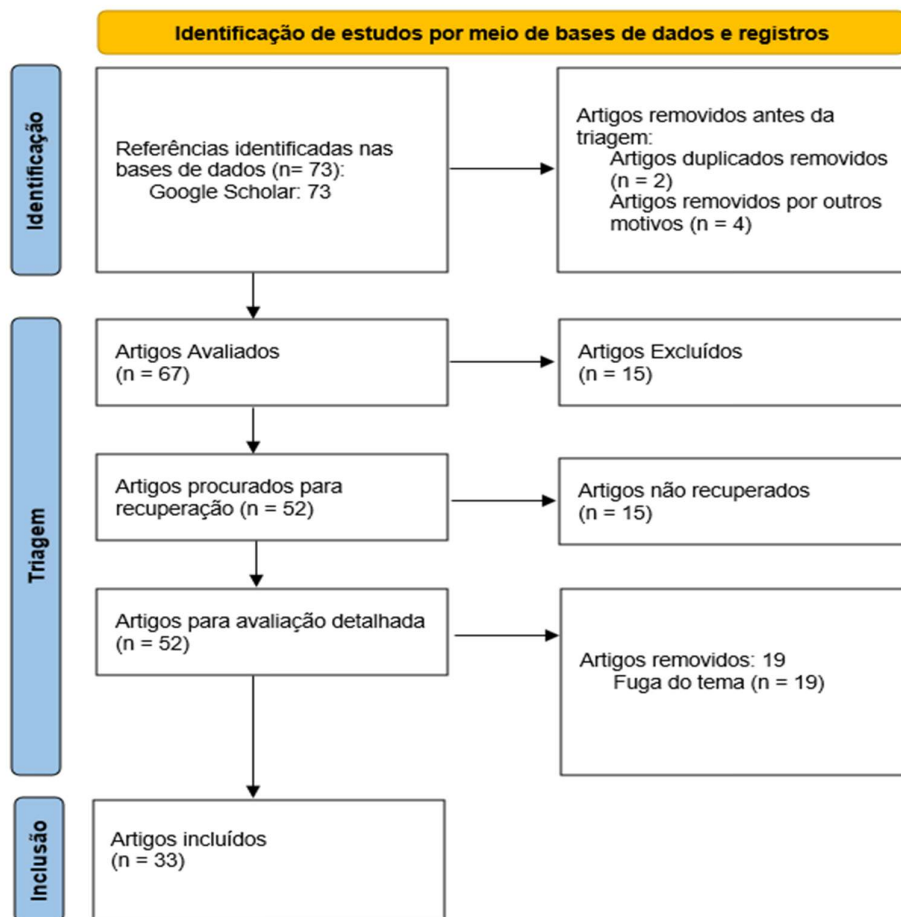 Identificação de estudos por meio de bases de dados e registros
Identificação
Referências identificadas nas
bases de dados (n= 73):
Google Scholar: 73
Artigos removidos antes da
triagem:
Artigos duplicados removidos
(n = 2)
Artigos removidos por outros
motivos (n = 4)
Triagem
Artigos Avaliados
(n = 67)
Artigos Excluídos
(n = 15)
Artigos procurados para
recuperação (n = 52)
Artigos não recuperados
(n = 15)
Artigos para avaliação detalhada
(n = 52)
Artigos removidos: 19
Fuga do tema (n = 19)
Inclusão
Artigos incluídos
(n = 33)